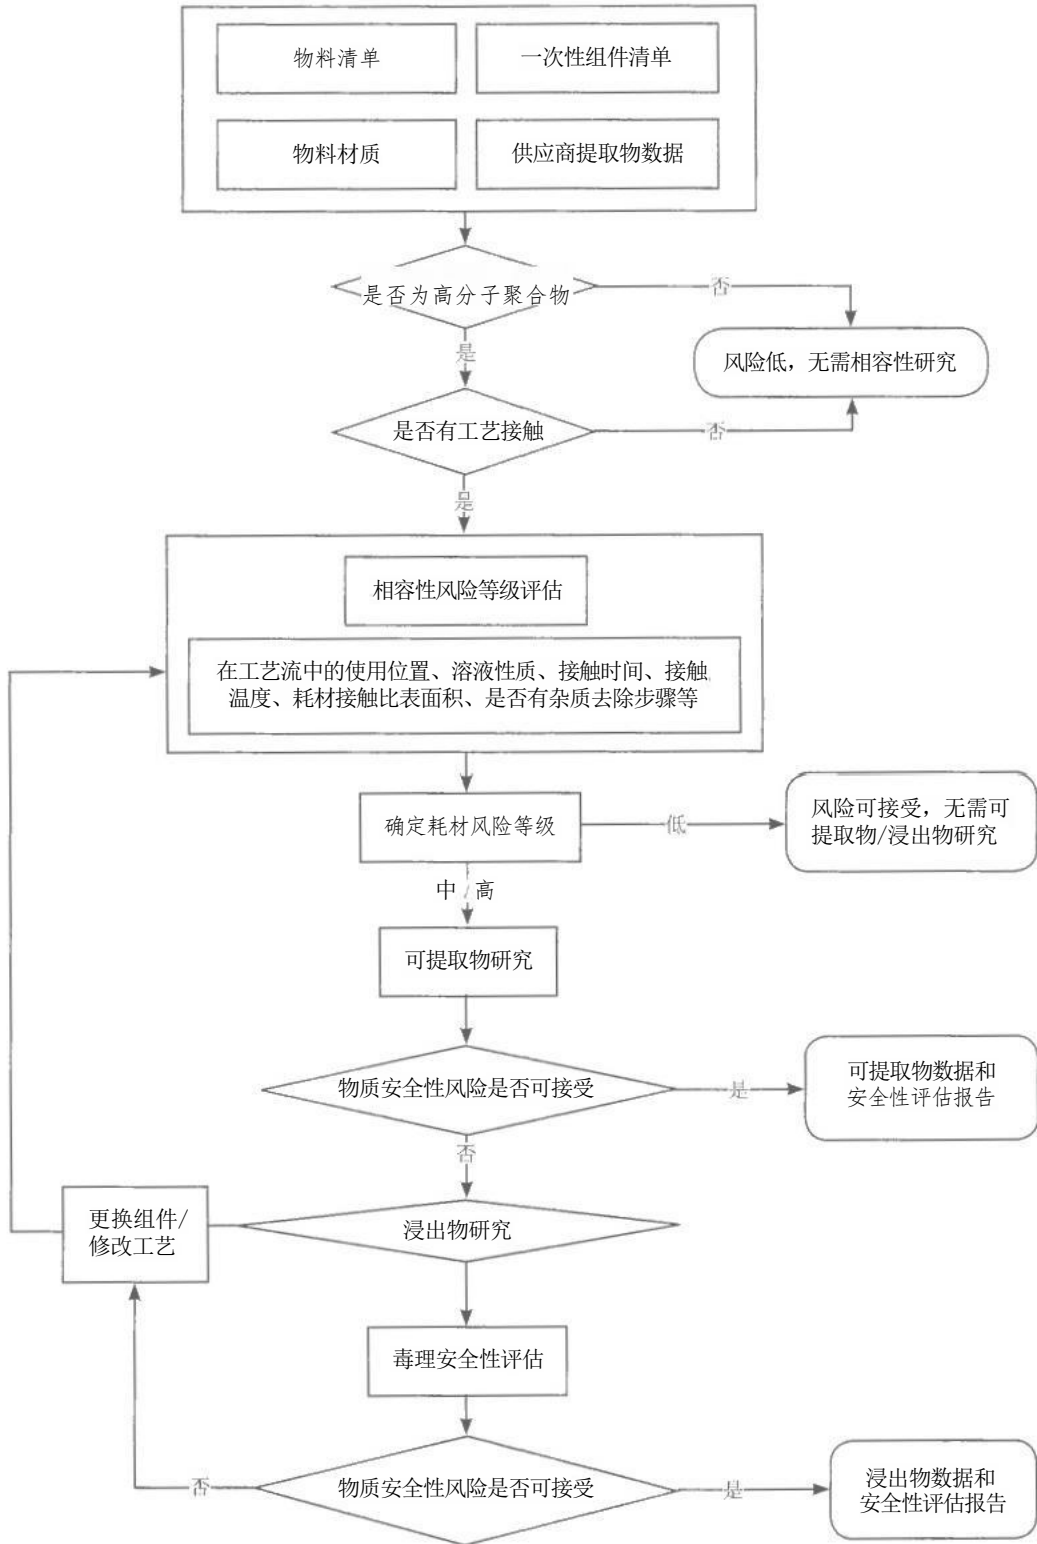 物料清单
一次性组件清单
物料材质
供应商提取物数据
是否为高分子聚合物
否
是
风险低，无需相容性研究
是否有工艺接触
否
是
相容性风险等级评估
在工艺流中的使用位置、溶液性质、接触时间、接触
温度、耗材接触比表面积、是否有杂质去除步骤等
确定耗材风险等级
低
风险可接受，无需可
提取物/浸出物研究
中/高
可提取物研究
物质安全性风险是否可接受
是
可提取物数据和
安全性评估报告
否
更换组件/
修改工艺
浸出物研究
毒理安全性评估
物质安全性风险是否可接受
否
是
浸出物数据和
安全性评估报告